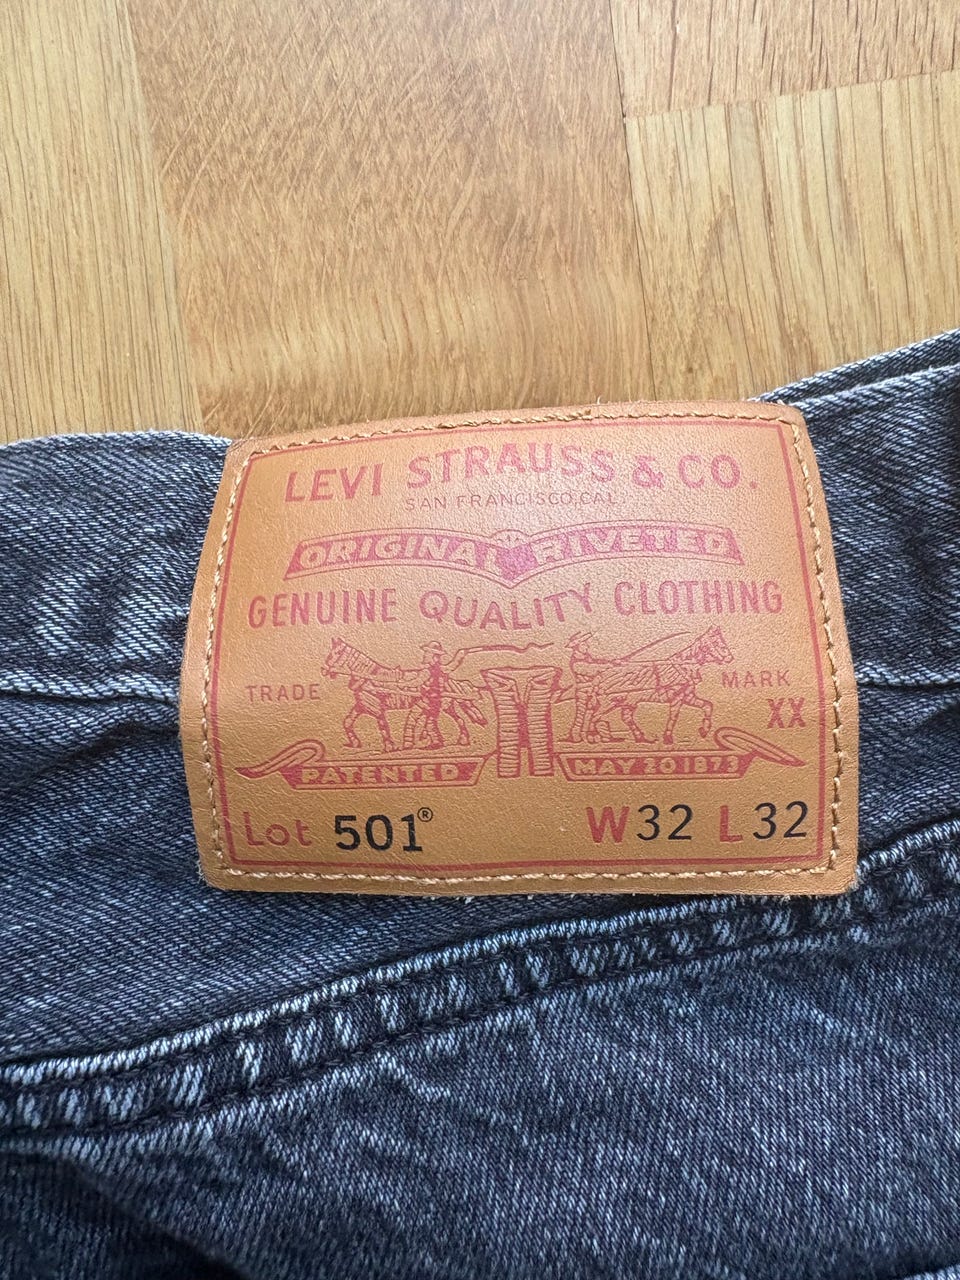 LEVI STRAUSS & CO.
SAN FRANCISCO, CAL.
ORIGINAL RIVETED
GENUINE QUALITY CLOTHING
TRADE MARK
XX
PATENTED MAY 20 1873
Lot 501® W32 L32